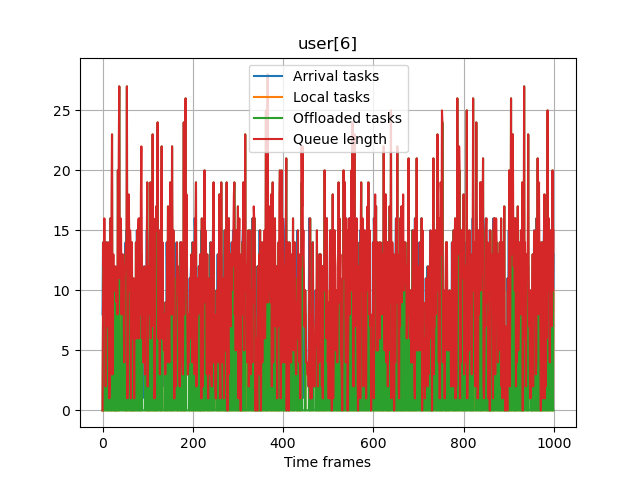 user[6]
Arrival tasks
Local tasks
Offloaded tasks
Queue length
25
20
15
10
5
0
0 200 400 600 800 1000
Time frames